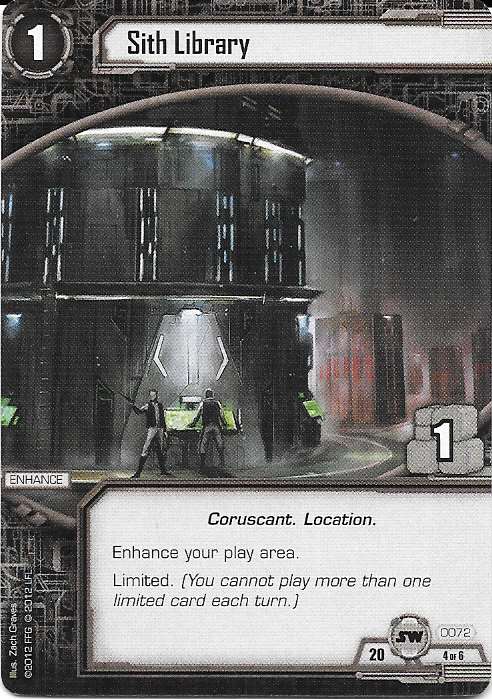 1
Sith Library
1
ENHANCE
Coruscant. Location.
Enhance your play area.
Limited. (You cannot play more than one
limited card each turn.)
SW
0072
20
4 of 6
Illus. Zach Graves
©2012 FFG © 2012 LFL